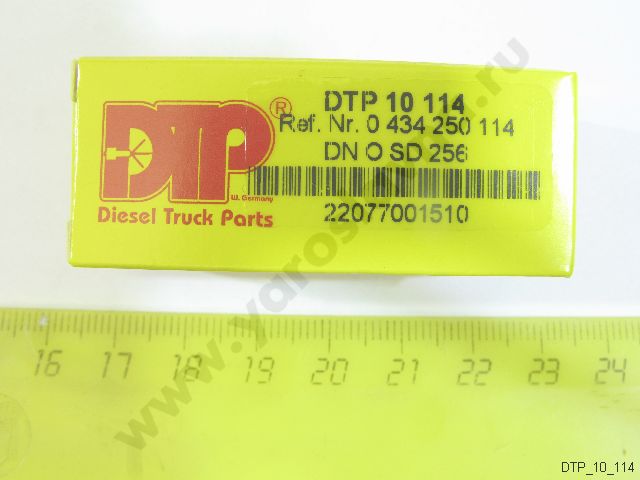 DTP
®
W. Germany
Diesel Truck Parts
DTP 10 114
Ref. Nr. 0 434 250 114
DN O SD 256
22077001510
16 17 18 19 20 21 22 23 24
DTP_10_114